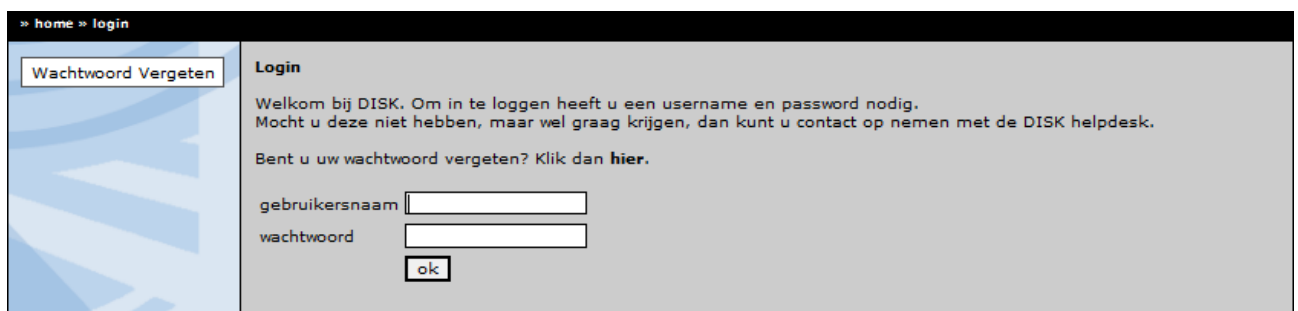 » home » login
Wachtwoord Vergeten
Login
Welkom bij DISK. Om in te loggen heeft u een username en password nodig.
Mocht u deze niet hebben, maar wel graag krijgen, dan kunt u contact op nemen met de DISK helpdesk.
Bent u uw wachtwoord vergeten? Klik dan hier.
gebruikersnaam
wachtwoord
ok